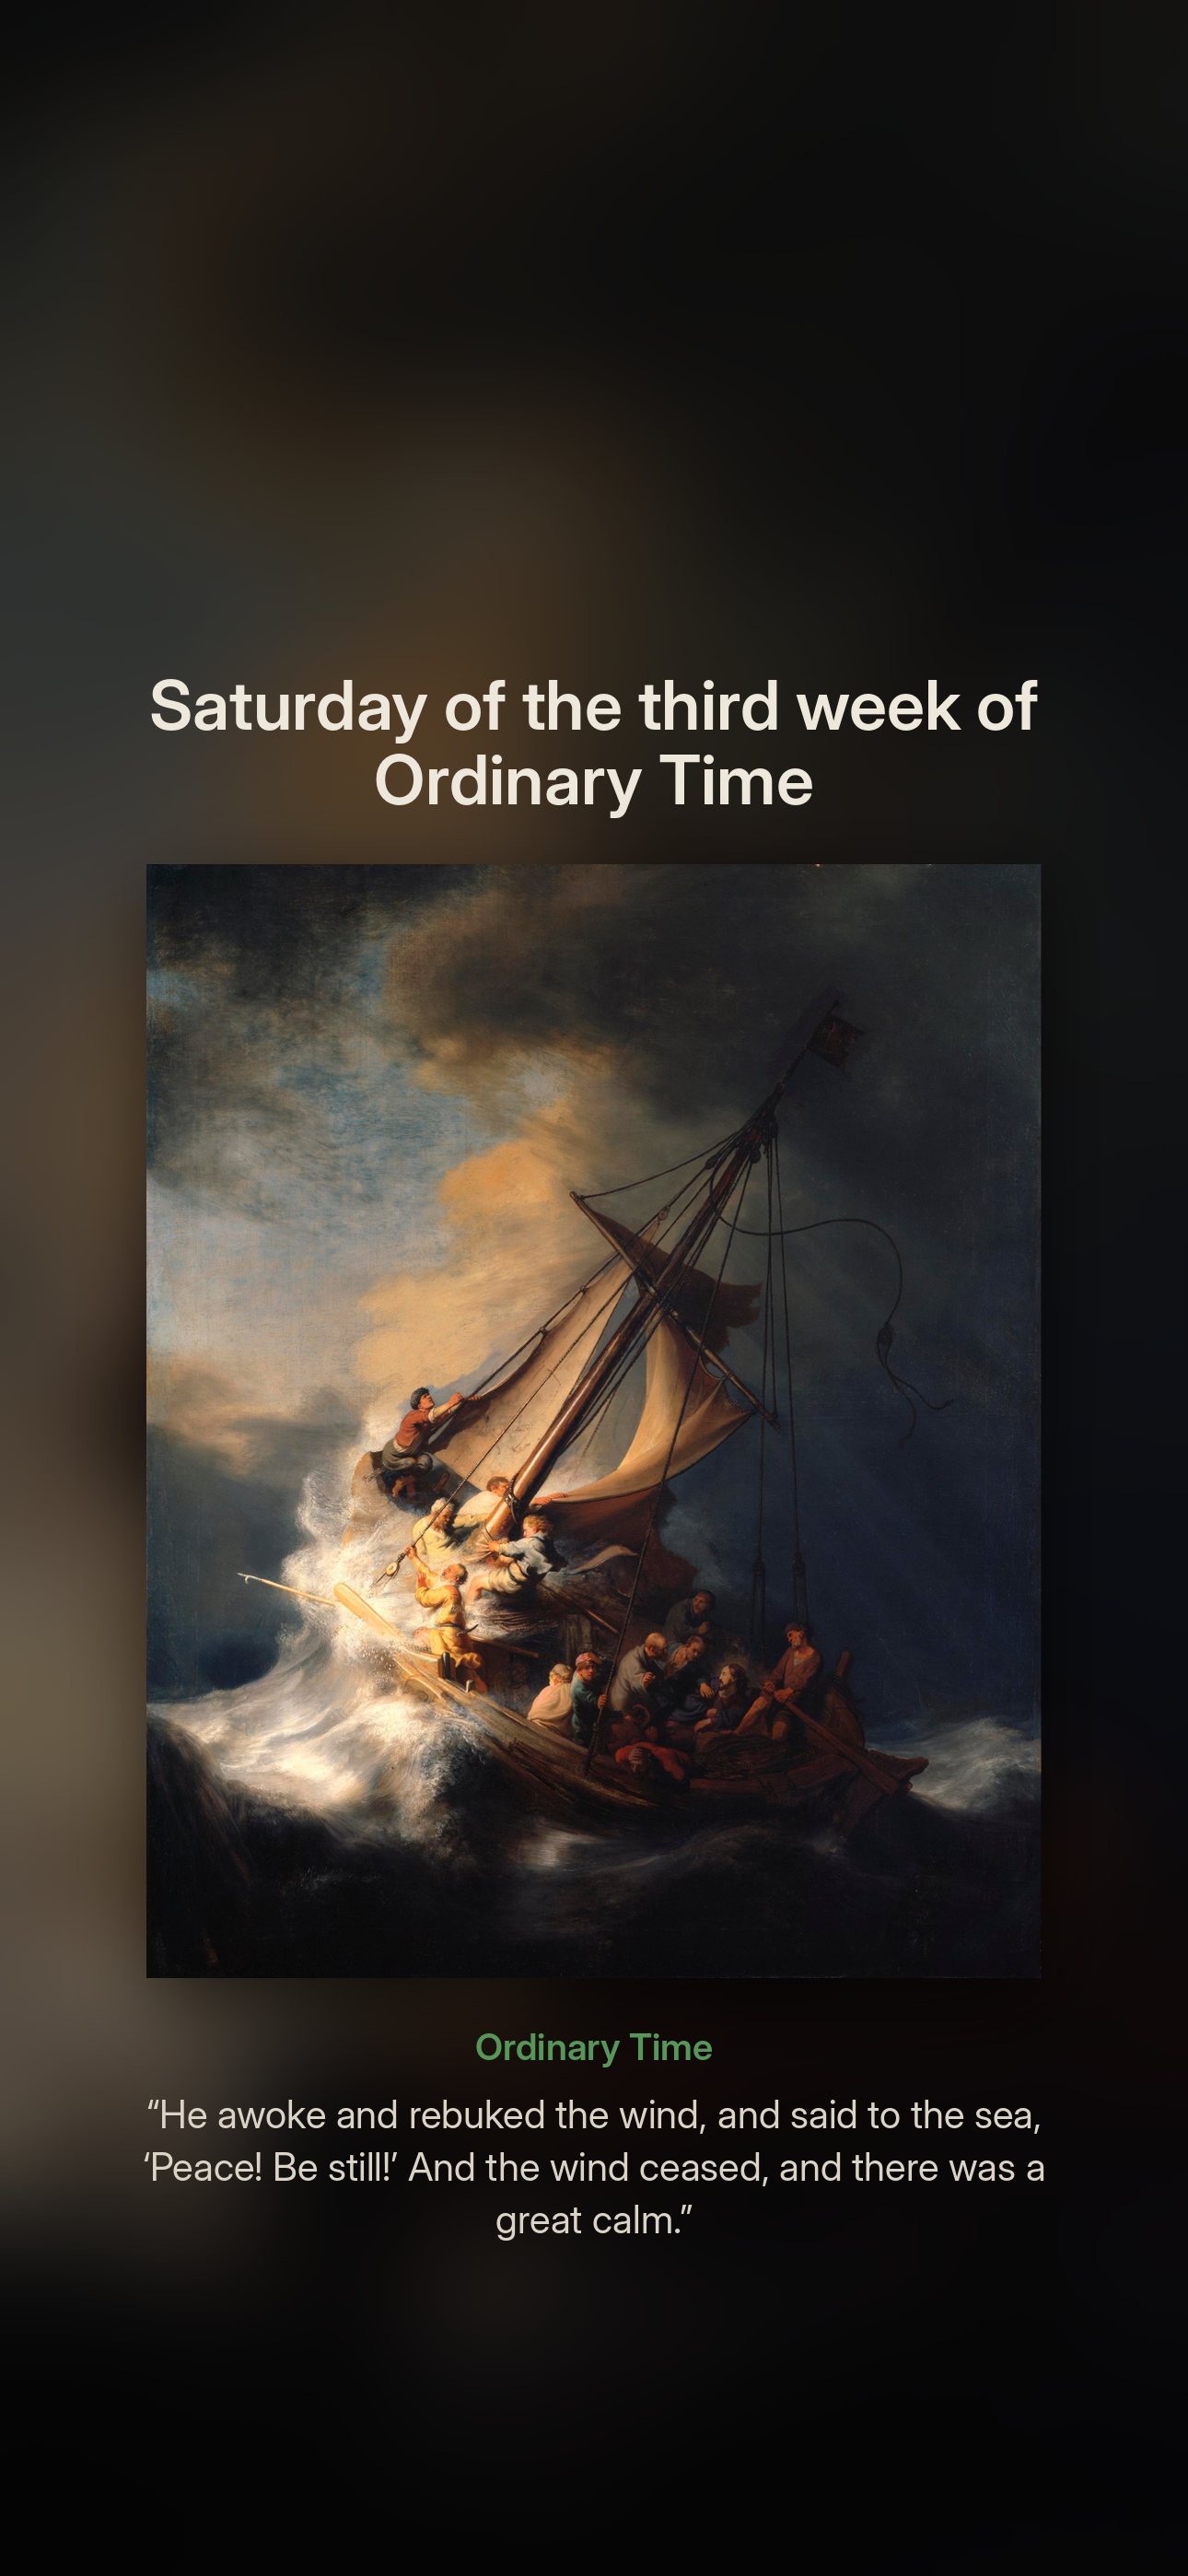 Saturday of the third week of
Ordinary Time
Ordinary Time
“He awoke and rebuked the wind, and said to the sea,
‘Peace! Be still!’ And the wind ceased, and there was a
great calm.”